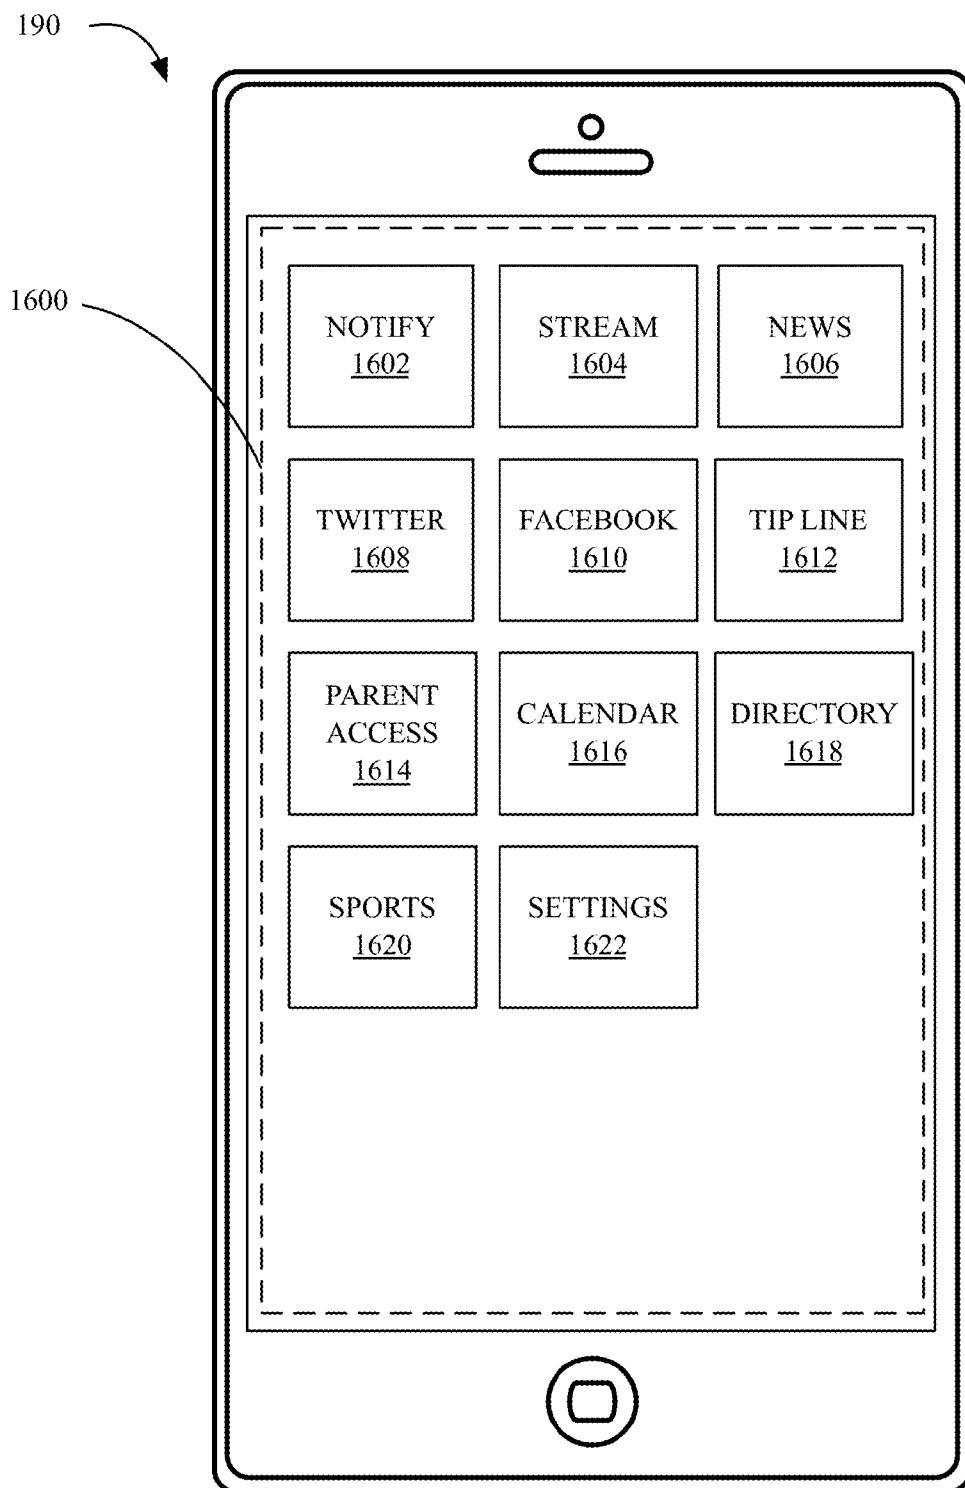 190
1600
NOTIFY
1602
STREAM
1604
NEWS
1606
TWITTER
1608
FACEBOOK
1610
TIP LINE
1612
PARENT
ACCESS
1614
CALENDAR
1616
DIRECTORY
1618
SPORTS
1620
SETTINGS
1622